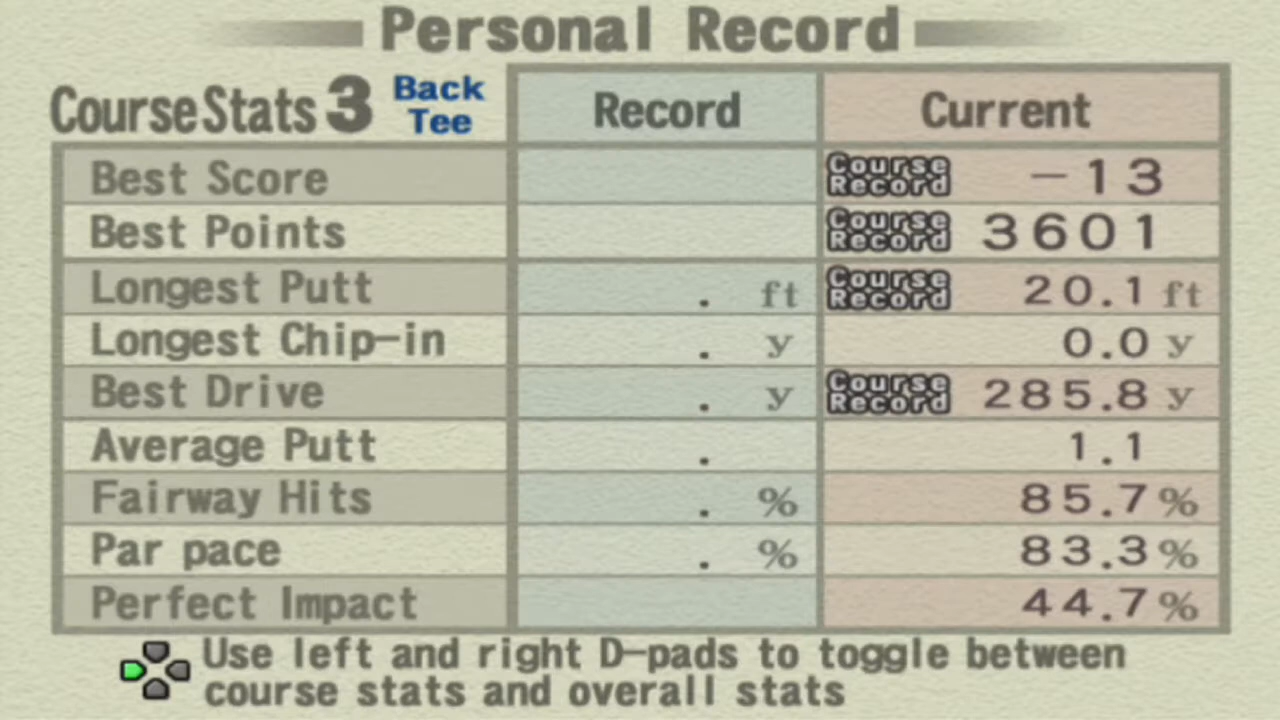 Personal Record
Course Stats 3 Back Tee Record Current
Best Score Course Record -13
Best Points Course Record 3601
Longest Putt . ft Course Record 20.1 ft
Longest Chip-in . y 0.0 y
Best Drive . y Course Record 285.8 y
Average Putt . 1.1
Fairway Hits . % 85.7 %
Par pace . % 83.3 %
Perfect Impact 44.7 %
Use left and right D-pads to toggle between
course stats and overall stats